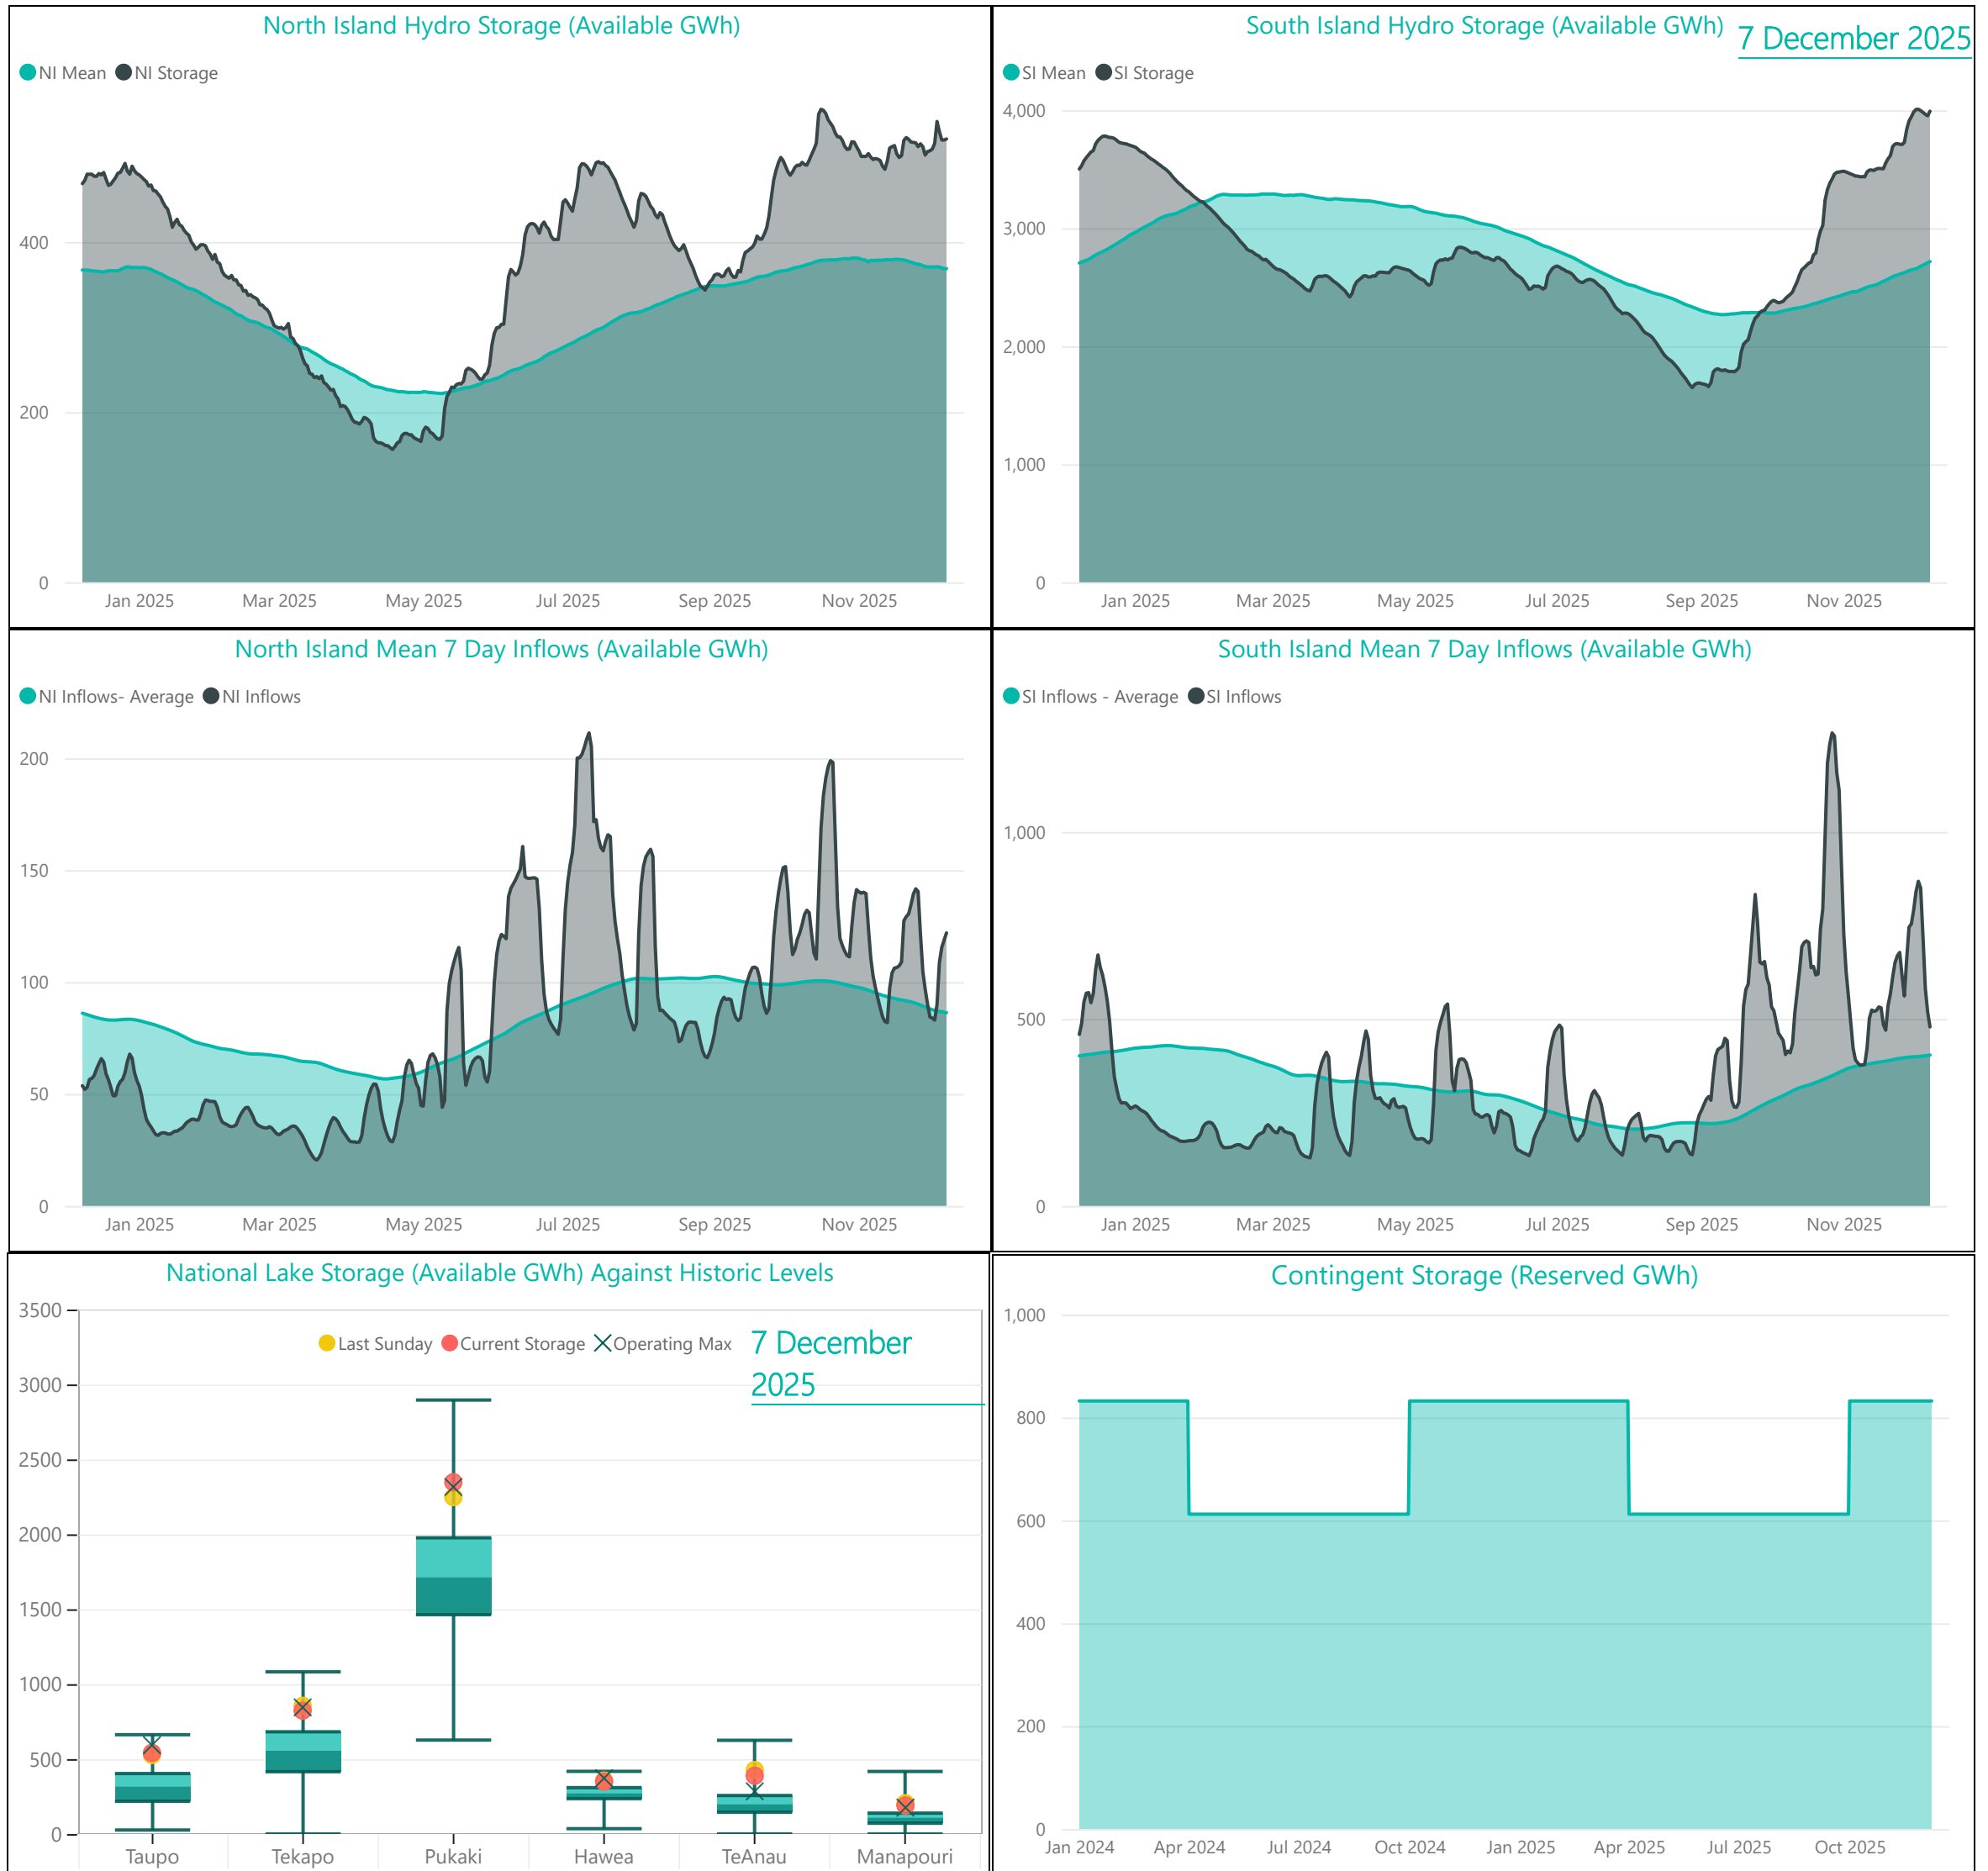 North Island Hydro Storage (Available GWh)
NI Mean NI Storage
400
200
0
Jan 2025 Mar 2025 May 2025 Jul 2025 Sep 2025 Nov 2025
South Island Hydro Storage (Available GWh)
7 December 2025
SI Mean SI Storage
4,000
3,000
2,000
1,000
0
Jan 2025 Mar 2025 May 2025 Jul 2025 Sep 2025 Nov 2025
North Island Mean 7 Day Inflows (Available GWh)
NI Inflows- Average NI Inflows
200
150
100
50
0
Jan 2025 Mar 2025 May 2025 Jul 2025 Sep 2025 Nov 2025
South Island Mean 7 Day Inflows (Available GWh)
SI Inflows - Average SI Inflows
1,000
500
0
Jan 2025 Mar 2025 May 2025 Jul 2025 Sep 2025 Nov 2025
National Lake Storage (Available GWh) Against Historic Levels
Last Sunday Current Storage Operating Max
7 December
2025
3500
3000
2500
2000
1500
1000
500
0
Taupo Tekapo Pukaki Hawea TeAnau Manapouri
Contingent Storage (Reserved GWh)
1,000
800
600
400
200
0
Jan 2024 Apr 2024 Jul 2024 Oct 2024 Jan 2025 Apr 2025 Jul 2025 Oct 2025